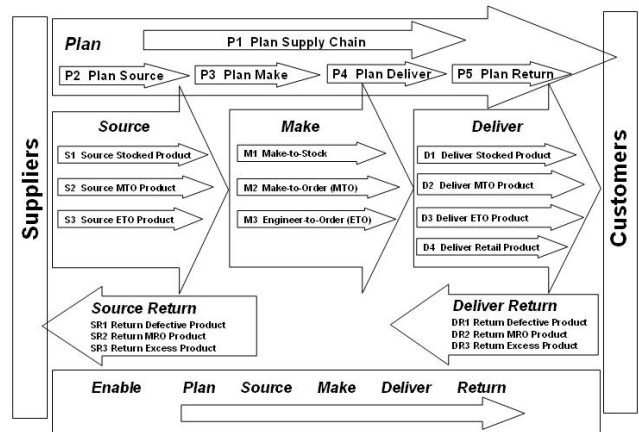 Suppliers
Plan
P1 Plan Supply Chain
P2 Plan Source
P3 Plan Make
P4 Plan Deliver
P5 Plan Return
Source
S1 Source Stocked Product
S2 Source MTO Product
S3 Source ETO Product
Make
M1 Make-to-Stock
M2 Make-to-Order (MTO)
M3 Engineer-to-Order (ETO)
Deliver
D1 Deliver Stocked Product
D2 Deliver MTO Product
D3 Deliver ETO Product
D4 Deliver Retail Product
Customers
Source Return
SR1 Return Defective Product
SR2 Return MRO Product
SR3 Return Excess Product
Deliver Return
DR1 Return Defective Product
DR2 Return MRO Product
DR3 Return Excess Product
Enable Plan Source Make Deliver Return